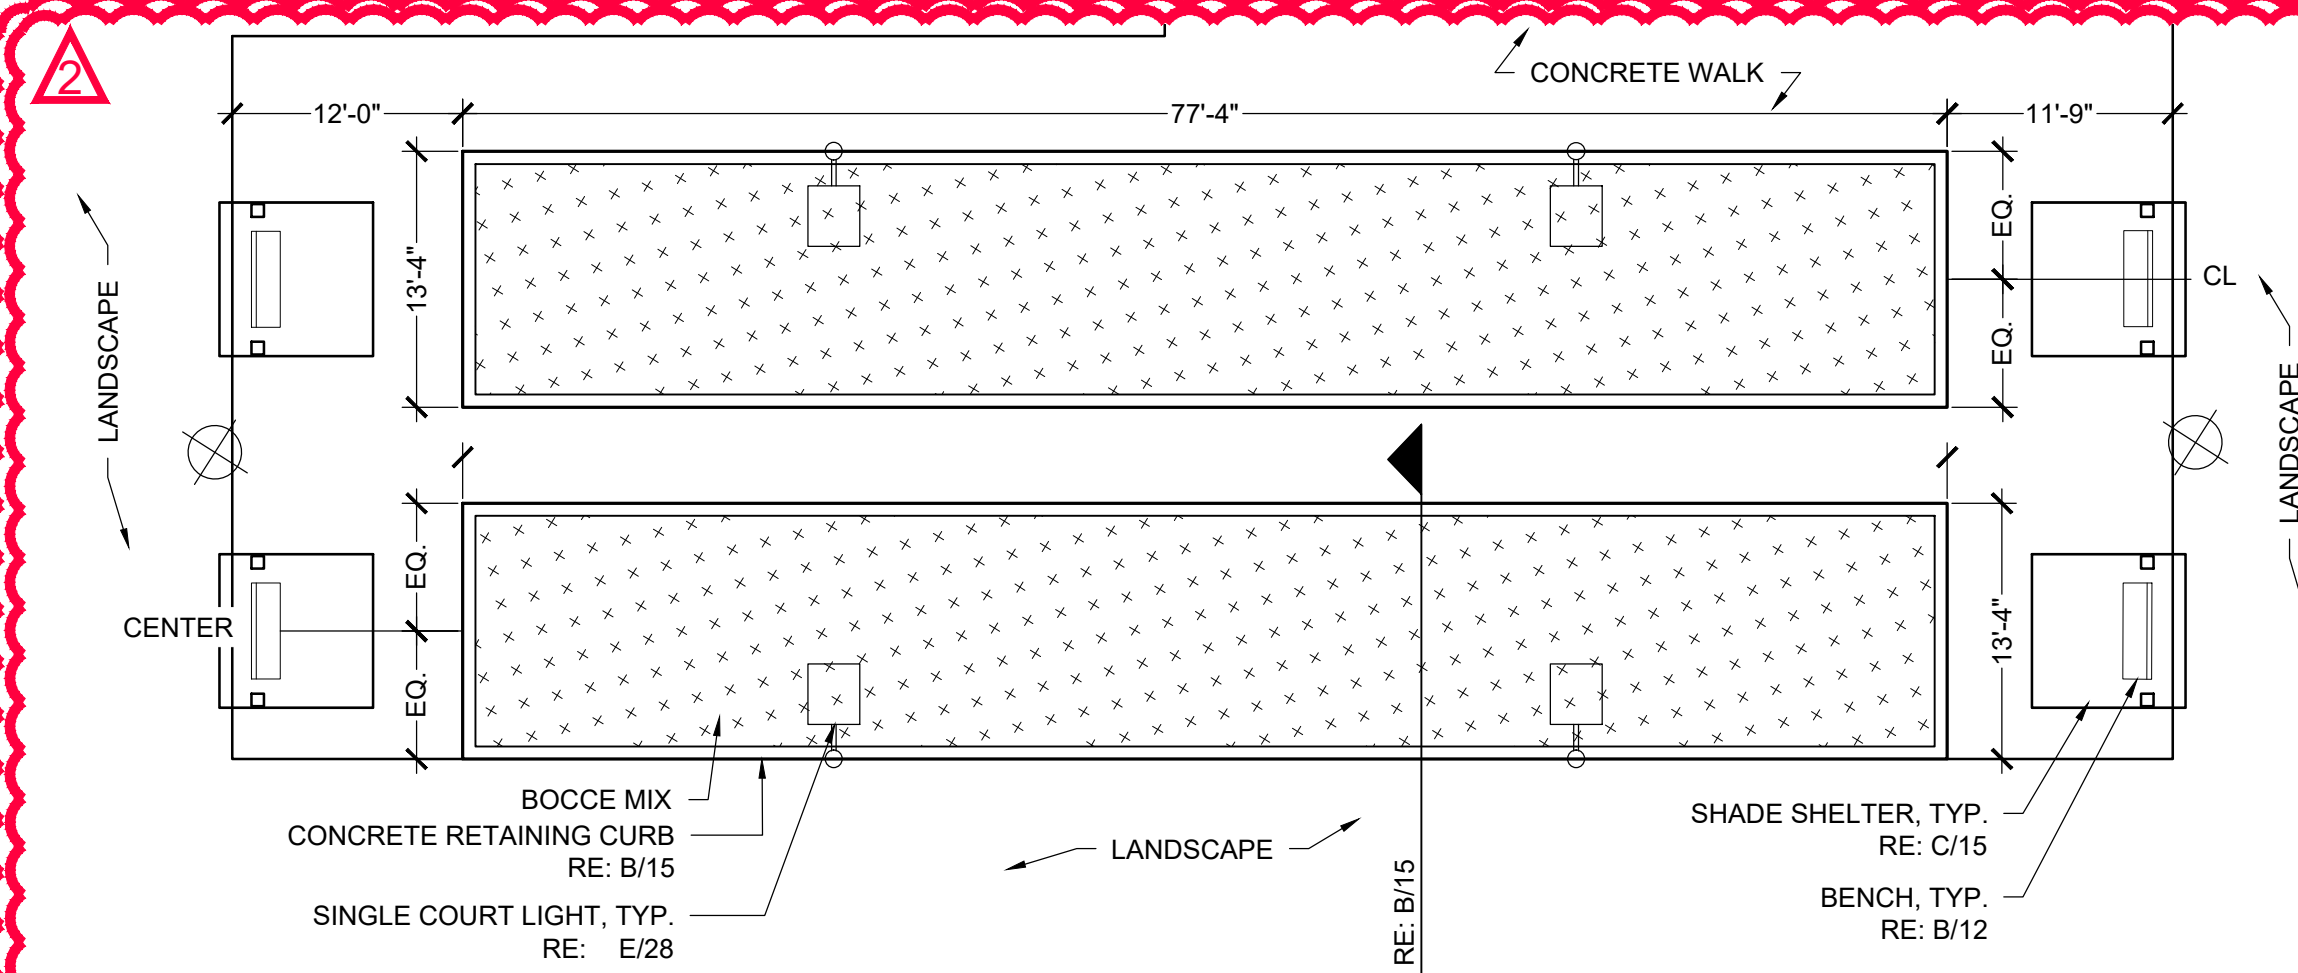 2
CONCRETE WALK
12'-0"
77'-4"
11'-9"
LANDSCAPE
13'-4"
EQ.
EQ.
CL
LANDSCAPE
CENTER
EQ.
EQ.
13'-4"
BOCCE MIX
CONCRETE RETAINING CURB
RE: B/15
SINGLE COURT LIGHT, TYP.
RE: E/28
LANDSCAPE
RE: B/15
SHADE SHELTER, TYP.
RE: C/15
BENCH, TYP.
RE: B/12